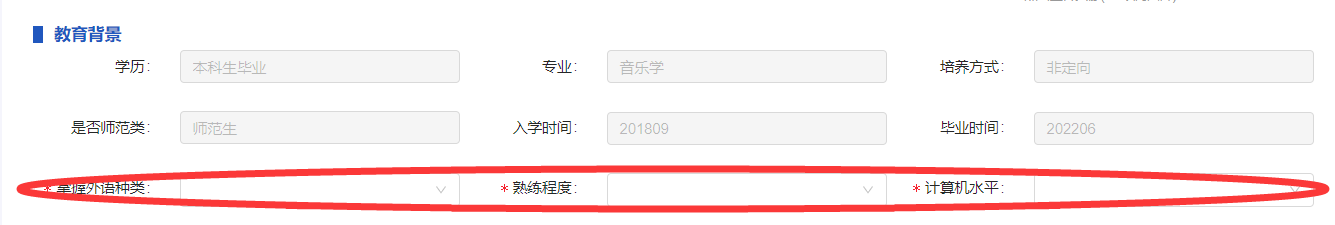 教育背景
学历： 本科生毕业 专业： 音乐学 培养方式： 非定向
是否师范类： 师范生 入学时间： 201809 毕业时间： 202206
* 掌握外语种类： * 熟练程度： * 计算机水平：